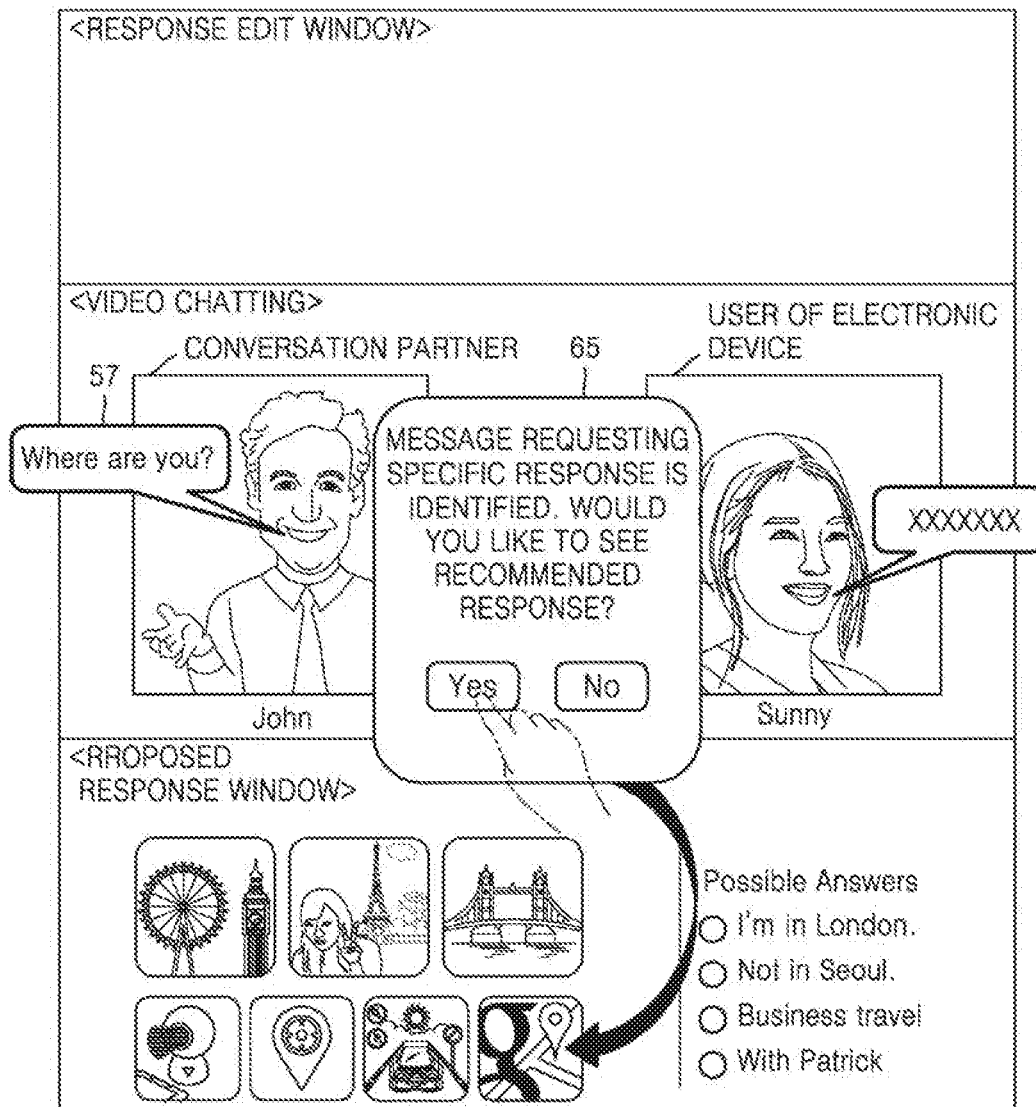 <RESPONSE EDIT WINDOW>
<VIDEO CHATTING>
CONVERSATION PARTNER
65
USER OF ELECTRONIC
DEVICE
57
Where are you?
MESSAGE REQUESTING
SPECIFIC RESPONSE IS
IDENTIFIED. WOULD
YOU LIKE TO SEE
RECOMMENDED
RESPONSE?
Yes
No
XXXXXXX
John
Sunny
<RROPOSED
RESPONSE WINDOW>
Possible Answers
I'm in London.
Not in Seoul.
Business travel
With Patrick